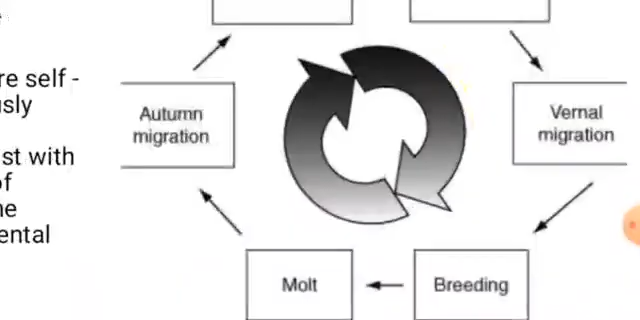 re self -
usly
st with
of
ne
ental
Autumn
migration
Vernal
migration
Molt
Breeding